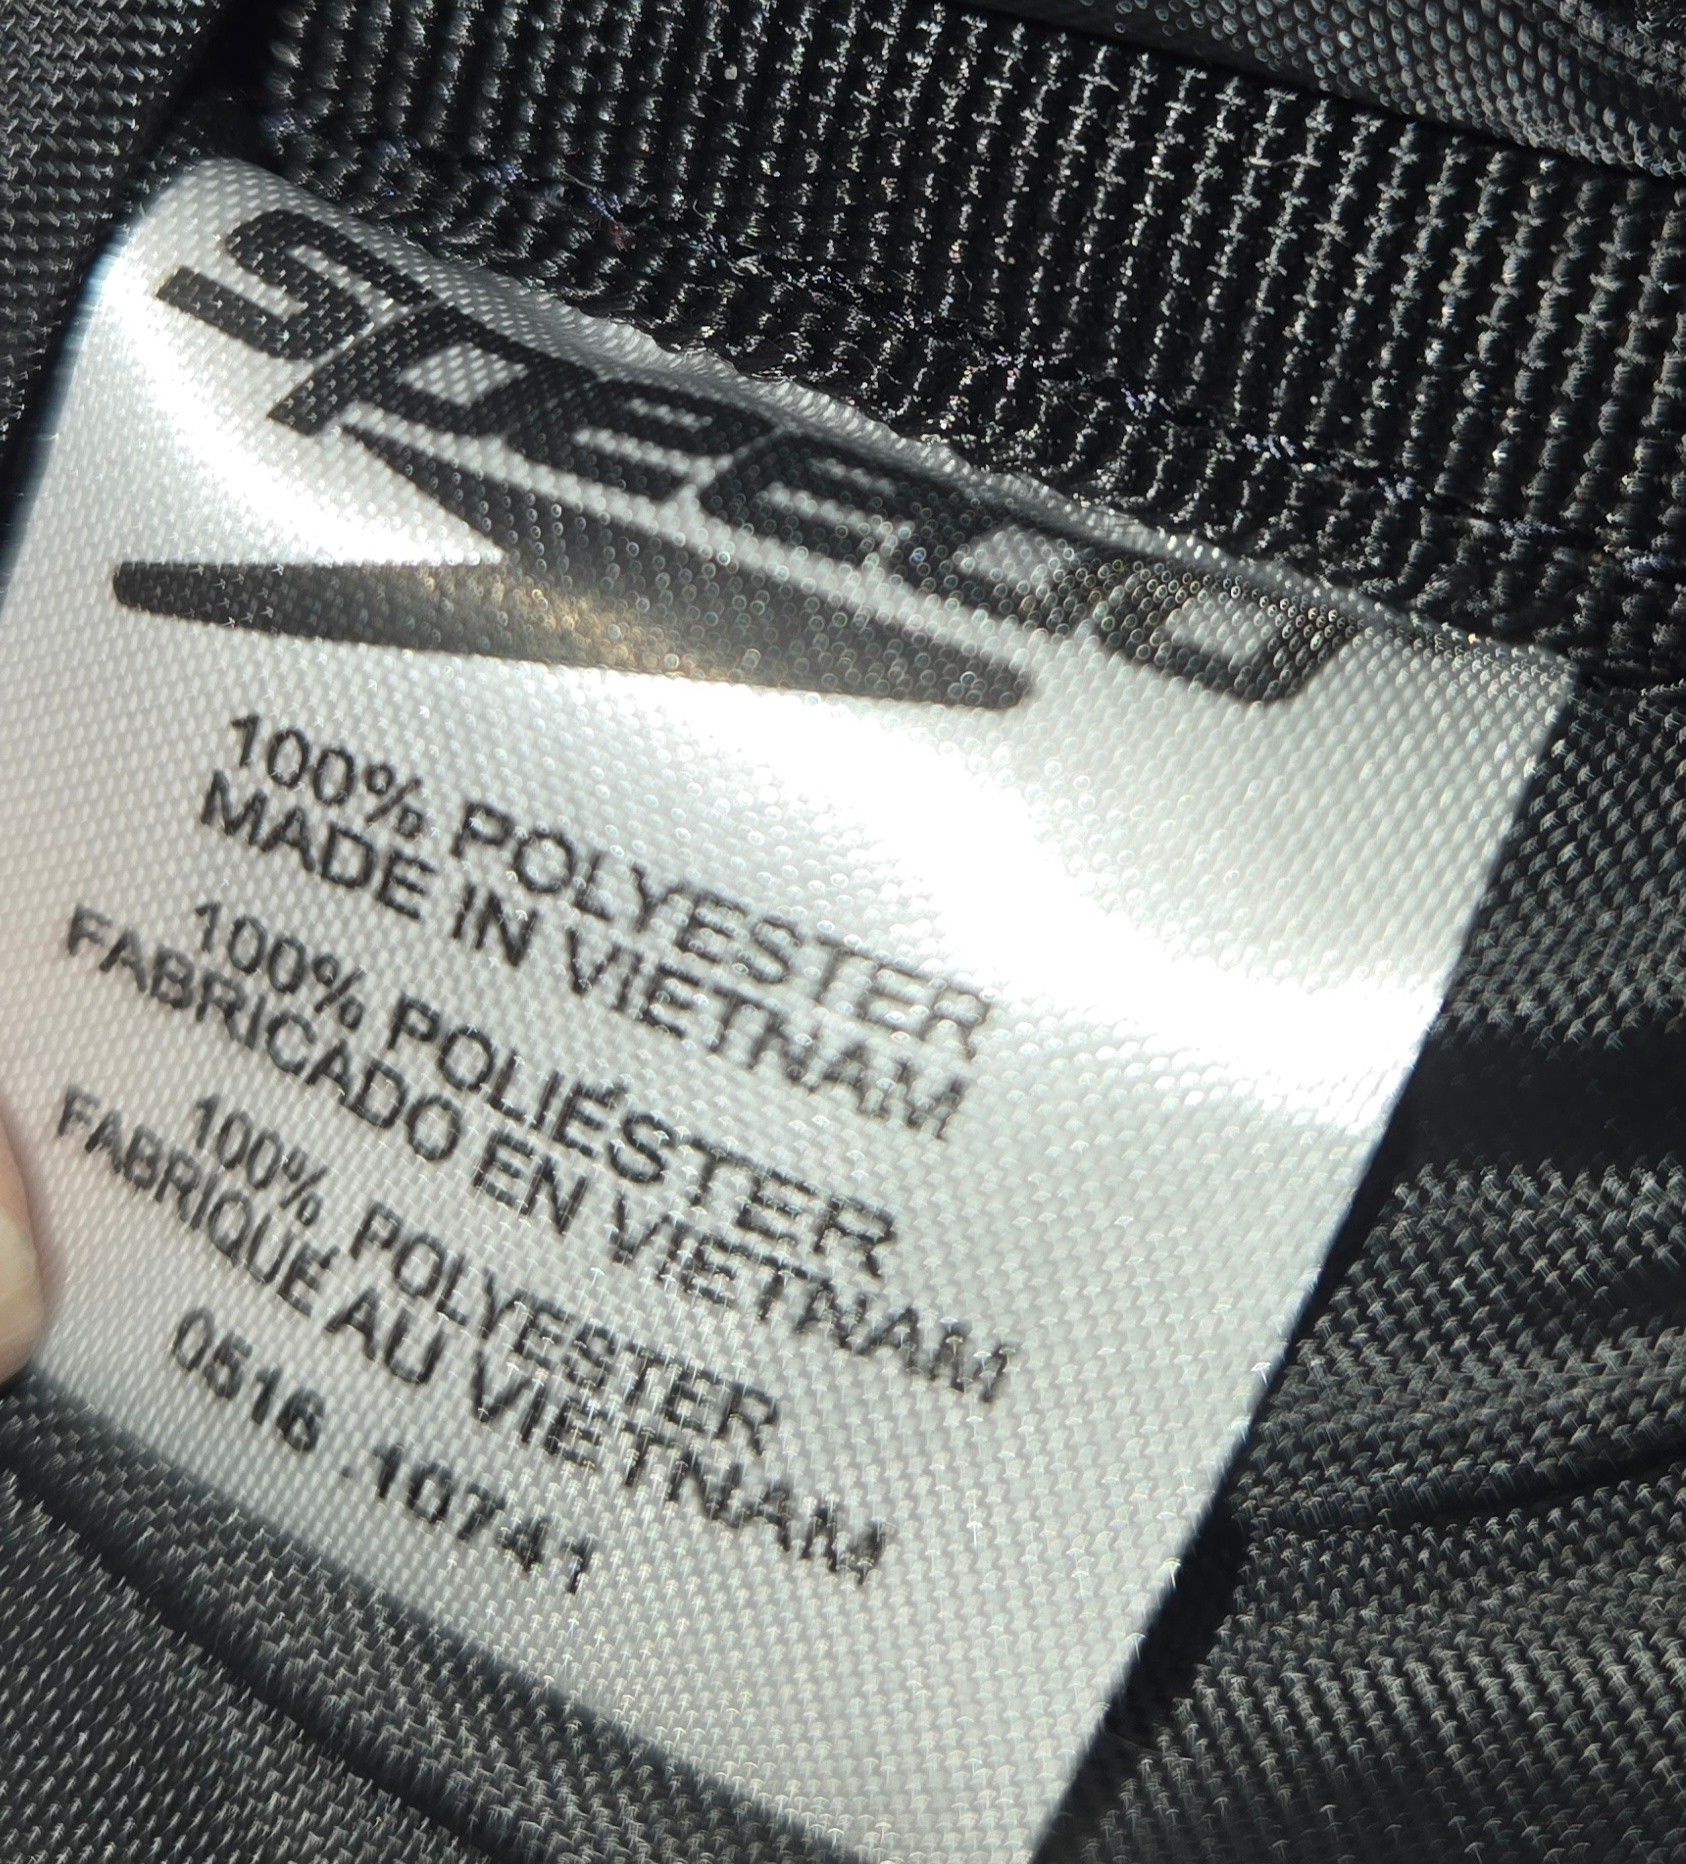 speedo
100% POLYESTER
MADE IN VIETNAM
100% POLIÉSTER
FABRICADO EN VIETNAM
100% POLYESTER
FABRIQUÉ AU VIETNAM
0516 .10741